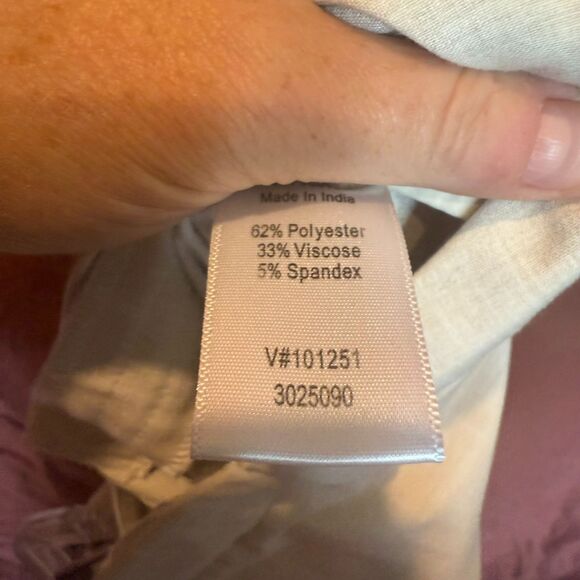 Made In India
62% Polyester
33% Viscose
5% Spandex
V#101251
3025090